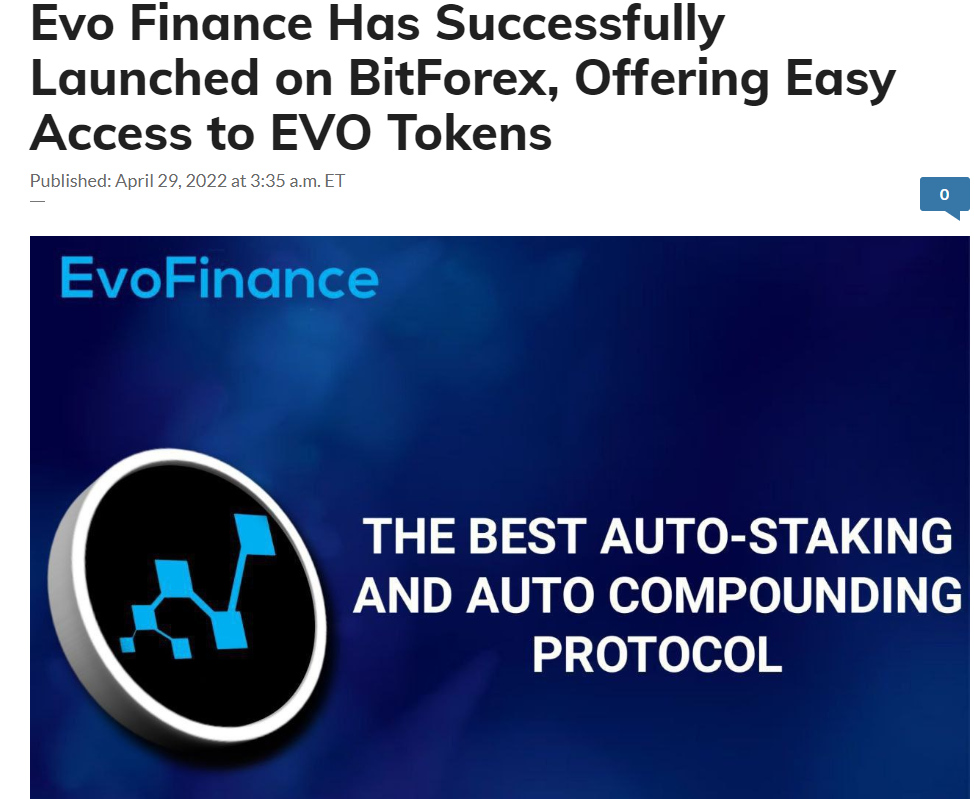 Evo Finance Has Successfully
Launched on BitForex, Offering Easy
Access to EVO Tokens
Published: April 29, 2022 at 3:35 a.m. ET
0
EvoFinance
THE BEST AUTO-STAKING
AND AUTO COMPOUNDING
PROTOCOL